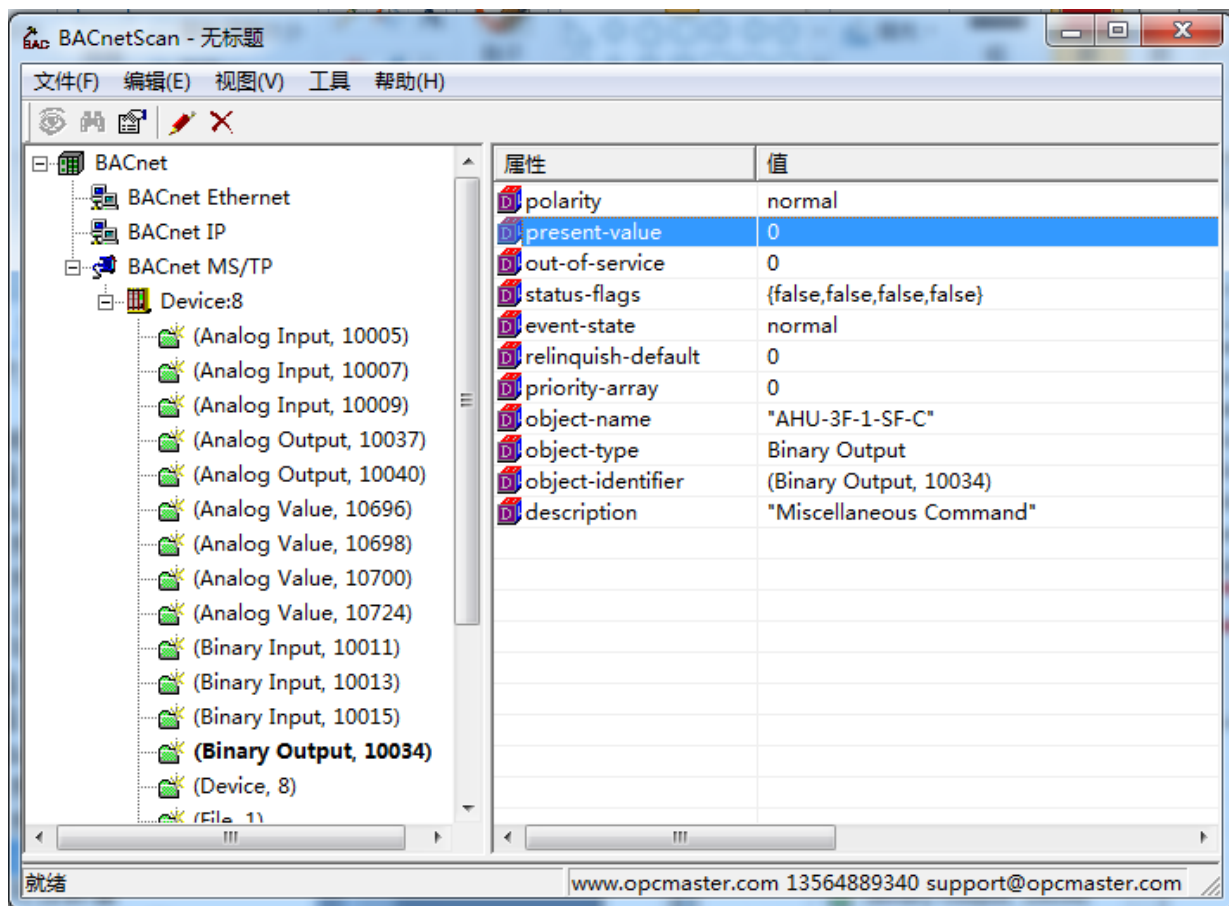 BACnetScan - 无标题
文件(F) 编辑(E) 视图(V) 工具 帮助(H)
BACnet
BACnet Ethernet
BACnet IP
BACnet MS/TP
Device:8
(Analog Input, 10005)
(Analog Input, 10007)
(Analog Input, 10009)
(Analog Output, 10037)
(Analog Output, 10040)
(Analog Value, 10696)
(Analog Value, 10698)
(Analog Value, 10700)
(Analog Value, 10724)
(Binary Input, 10011)
(Binary Input, 10013)
(Binary Input, 10015)
(Binary Output, 10034)
(Device, 8)
(File, 1)
属性 值
polarity normal
present-value 0
out-of-service 0
status-flags {false,false,false,false}
event-state normal
relinquish-default 0
priority-array 0
object-name "AHU-3F-1-SF-C"
object-type Binary Output
object-identifier (Binary Output, 10034)
description "Miscellaneous Command"
就绪 www.opcmaster.com 13564889340 support@opcmaster.com